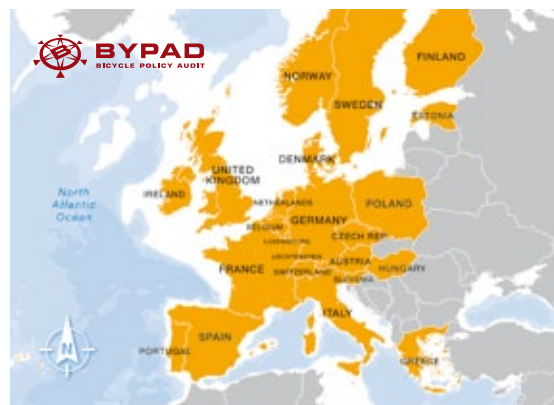 BYPAD
BICYCLE POLICY AUDIT
FINLAND
NORWAY
SWEDEN
ESTONIA
DENMARK
UNITED
KINGDOM
IRELAND
North
Atlantic
Ocean
NETHERLANDS
POLAND
GERMANY
BELGIUM
CZECH REP.
LUXEMBOURG
LIECHTENSTEIN
AUSTRIA
FRANCE
SWITZERLAND
HUNGARY
SLOVENIA
ITALY
SPAIN
PORTUGAL
GREECE
N